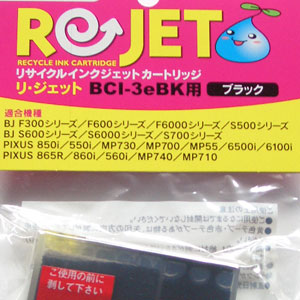 ReJET
RECYCLE INK CARTRIDGE
リサイクルインクジェットカートリッジ
リ・ジェット BCI-3eBK用 ブラック
適合機種
BJ F300シリーズ／F600シリーズ／F6000シリーズ／S500シリーズ
BJ S600シリーズ／S6000シリーズ／S700シリーズ
PIXUS 850i／550i／MP730／MP700／MP55／6500i／6100i
PIXUS 865R／860i／560i／MP740／MP710
ご使用の前に
剥して下さい